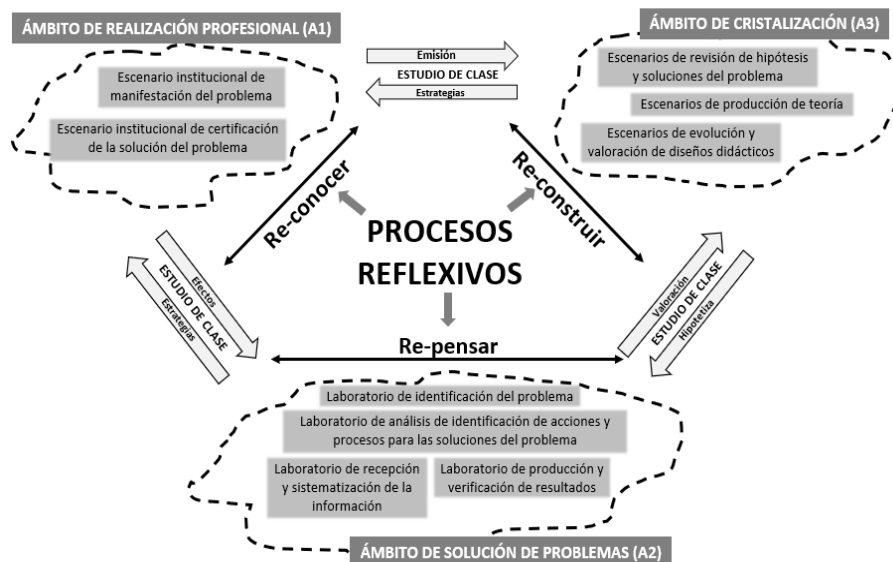 ÁMBITO DE REALIZACIÓN PROFESIONAL (A1)
Escenario institucional de
manifestación del problema
Escenario institucional de certificación
de la solución del problema
Emisión
ESTUDIO DE CLASE
Estrategias
ÁMBITO DE CRISTALIZACIÓN (A3)
Escenarios de revisión de hipótesis
y soluciones del problema
Escenarios de producción de teoría
Escenarios de evolución y
valoración de diseños didácticos
Re-conocer
Re-construir
PROCESOS
REFLEXIVOS
Re-pensar
Efectos
ESTUDIO DE CLASE
Estrategias
Valoración
ESTUDIO DE CLASE
Hipotetiza
Laboratorio de identificación del problema
Laboratorio de análisis de identificación de acciones y
procesos para las soluciones del problema
Laboratorio de recepción
y sistematización de la
información
Laboratorio de producción y
verificación de resultados
ÁMBITO DE SOLUCIÓN DE PROBLEMAS (A2)